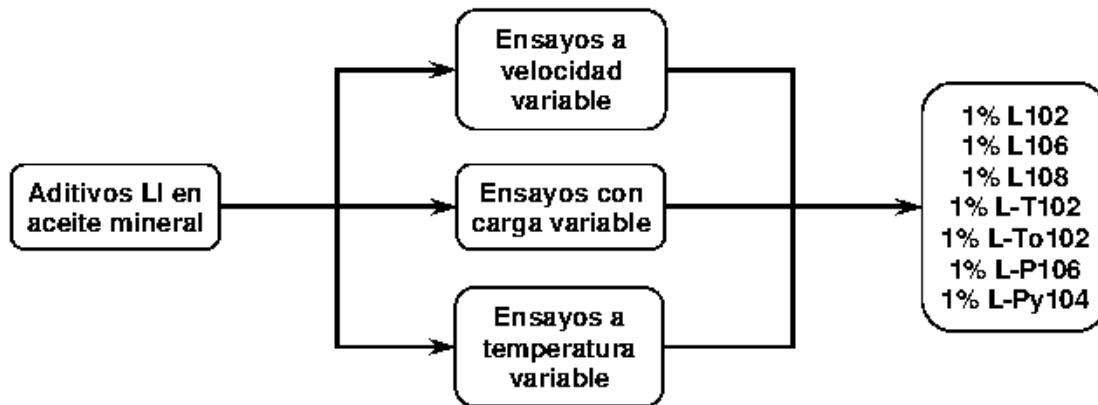 Aditivos LI en
aceite mineral
Ensayos a
velocidad
variable
Ensayos con
carga variable
Ensayos a
temperatura
variable
1% L102
1% L106
1% L108
1% L-T102
1% L-To102
1% L-P106
1% L-Py104